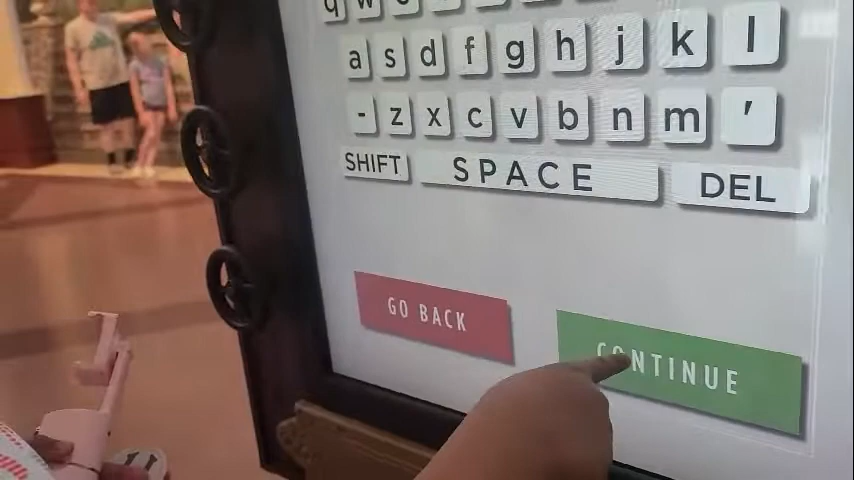 q w
a s d f g h j k l
- z x c v b n m '
SHIFT SPACE DEL
GO BACK CONTINUE